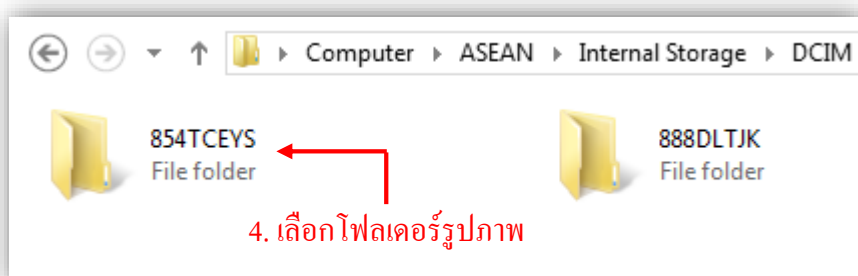 Computer ASEAN Internal Storage DCIM
854TCEYS
File folder
888DLTJK
File folder
4. เลือกโฟลเดอร์รูปภาพ